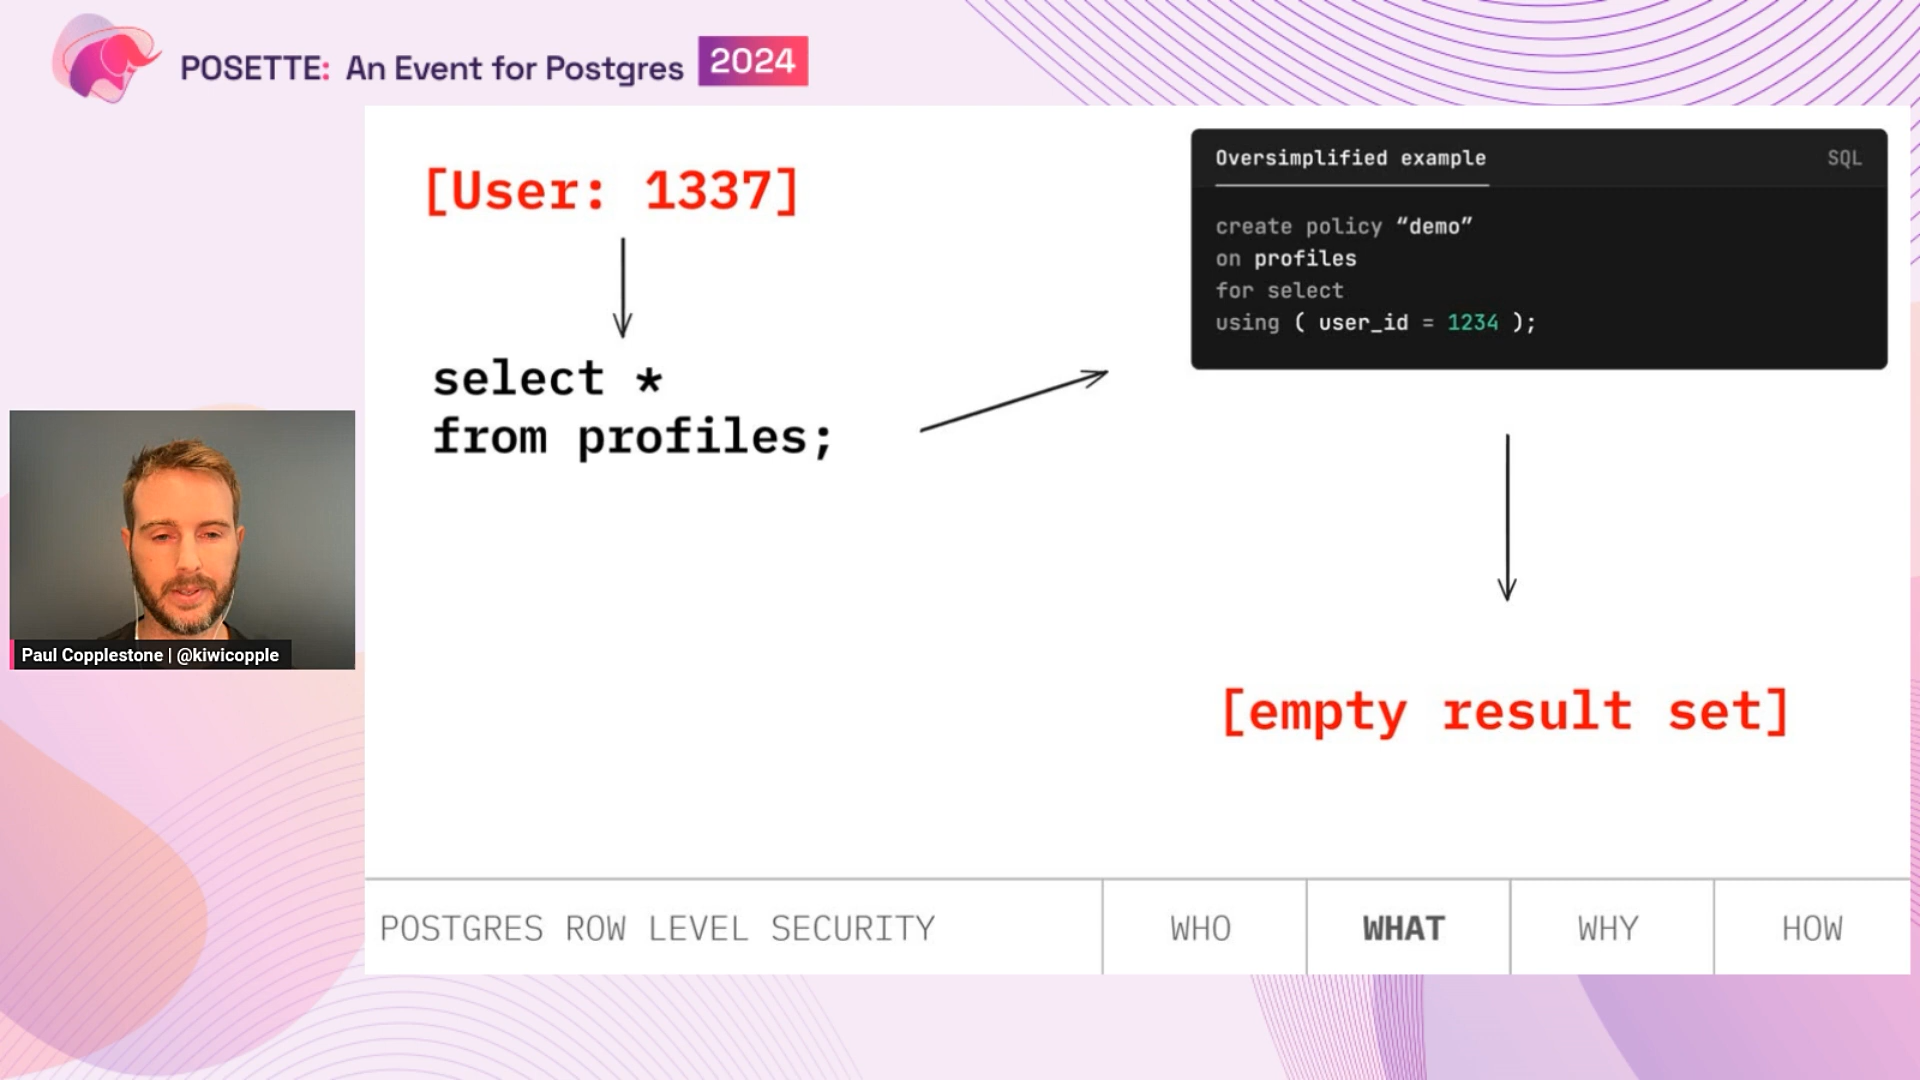 POSETTE: An Event for Postgres 2024
[User: 1337]
select *
from profiles;
Oversimplified example SQL
create policy “demo”
on profiles
for select
using ( user_id = 1234 );
[empty result set]
Paul Copplestone | @kiwicopple
POSTGRES ROW LEVEL SECURITY WHO WHAT WHY HOW